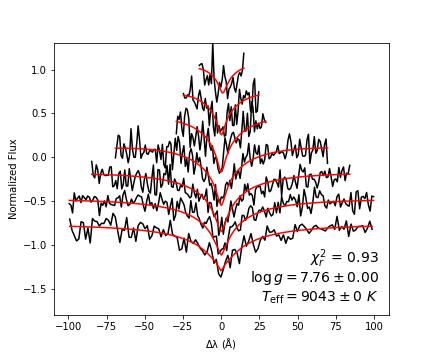 1.0
0.5
0.0
−0.5
−1.0
−1.5
Normalized Flux
χ²ᵣ = 0.93
log g = 7.76 ± 0.00
T_eff = 9043 ± 0 K
−100 −75 −50 −25 0 25 50 75 100
Δλ (Å)